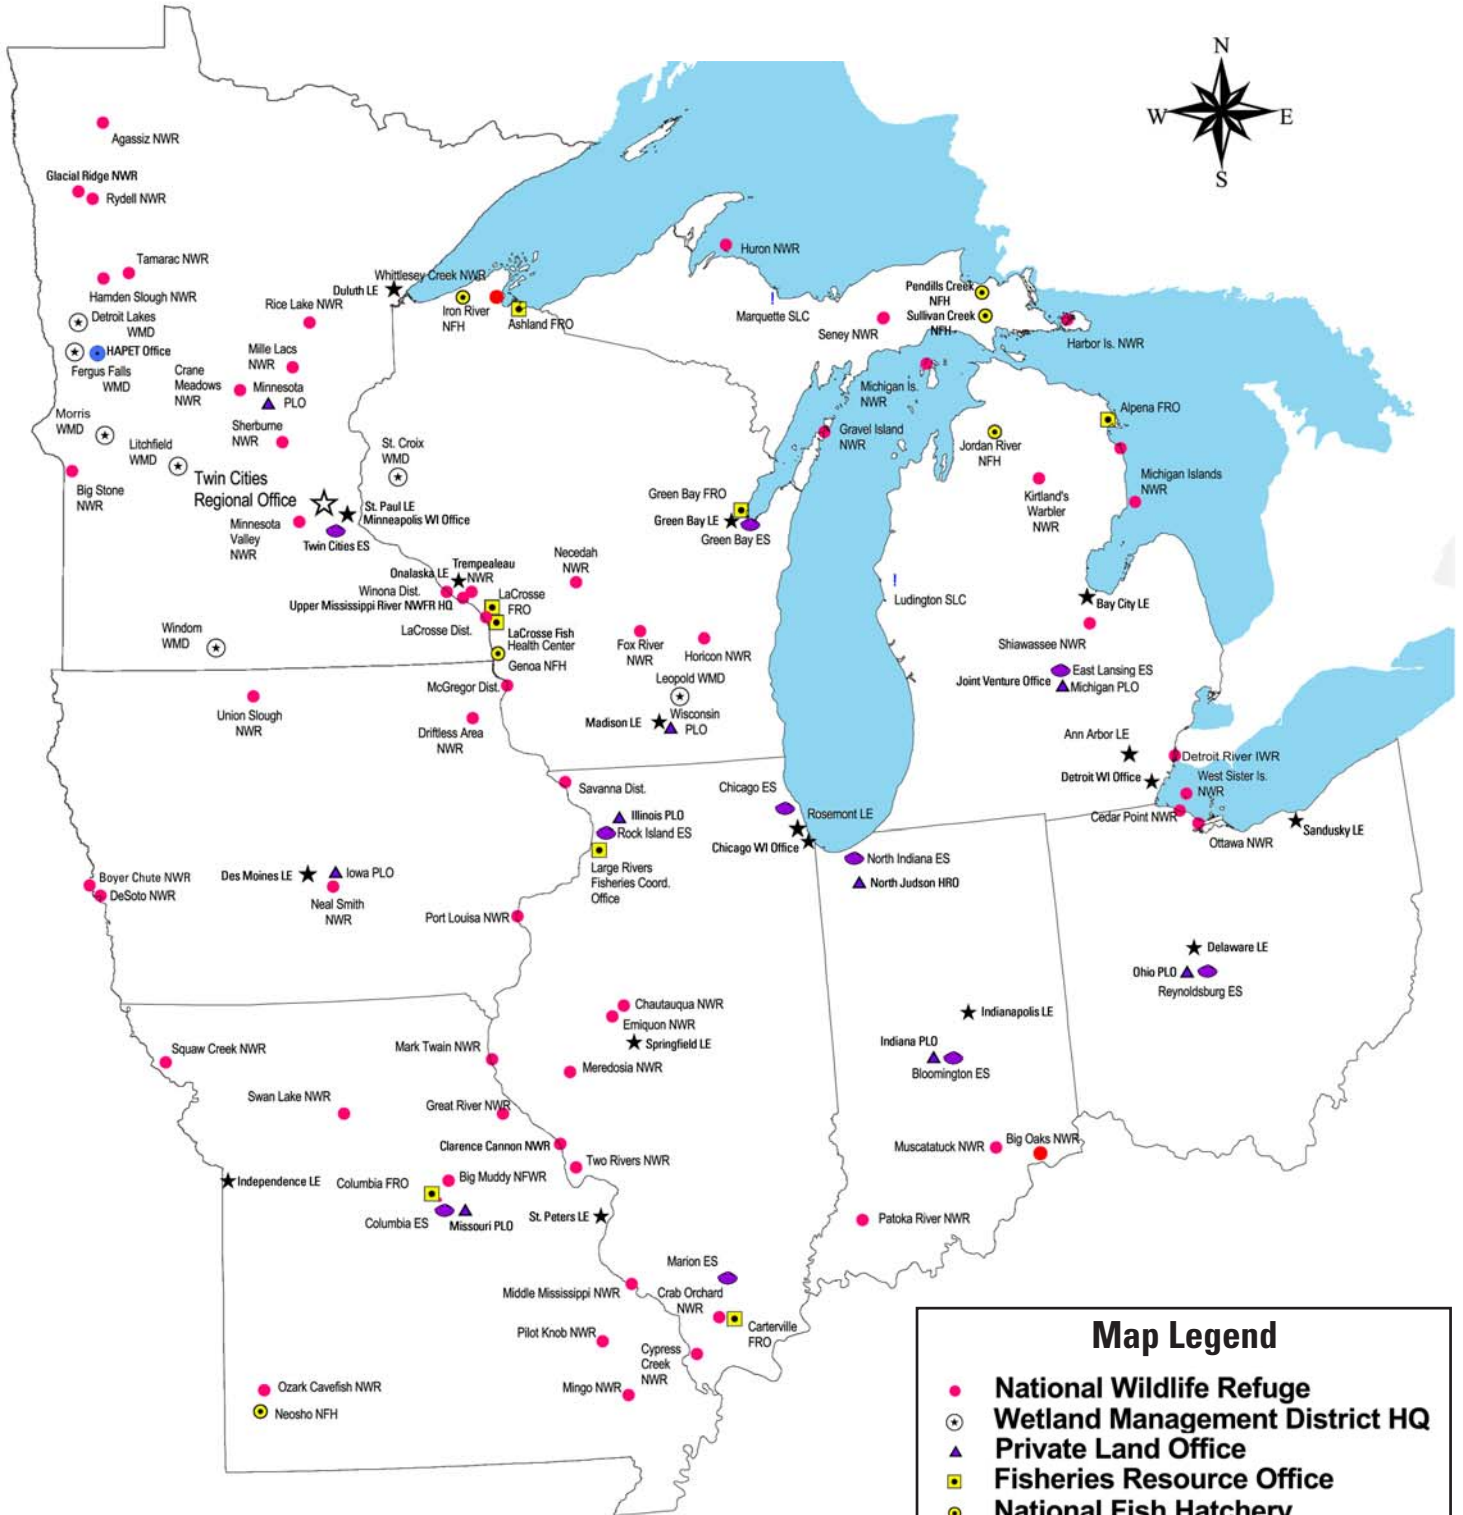 N
W
E
S
Agassiz NWR
Glacial Ridge NWR
Rydell NWR
Tamarac NWR
Hamden Slough NWR
Detroit Lakes
WMD
HAPET Office
Fergus Falls
WMD
Rice Lake NWR
Duluth LE
Whittlesey Creek NWR
Iron River
NFH
Ashland FRO
Huron NWR
Marquette SLC
Seney NWR
Pendills Creek
NFH
Sullivan Creek
NFH
Harbor Is. NWR
Mille Lacs
NWR
Crane
Meadows
NWR
Minnesota
PLO
Sherburne
NWR
Morris
WMD
Litchfield
WMD
Big Stone
NWR
Twin Cities
Regional Office
St. Croix
WMD
St. Paul LE
Minneapolis WI Office
Minnesota
Valley
NWR
Twin Cities ES
Michigan Is.
NWR
Gravel Island
NWR
Jordan River
NFH
Alpena FRO
Michigan Islands
NWR
Kirtland's
Warbler
NWR
Green Bay FRO
Green Bay LE
Green Bay ES
Necedah
NWR
Trempealeau
NWR
Onalaska LE
Winona Dist.
Upper Mississippi River NWFR HQ
LaCrosse
FRO
LaCrosse Dist.
LaCrosse Fish
Health Center
Genoa NFH
Windom
WMD
Fox River
NWR
Horicon NWR
Leopold WMD
Ludington SLC
Bay City LE
Shiawassee NWR
East Lansing ES
Joint Venture Office
Michigan PLO
McGregor Dist.
Union Slough
NWR
Driftless Area
NWR
Madison LE
Wisconsin
PLO
Ann Arbor LE
Detroit River IWR
Detroit WI Office
West Sister Is.
NWR
Cedar Point NWR
Ottawa NWR
Sandusky LE
Savanna Dist.
Illinois PLO
Rock Island ES
Large Rivers
Fisheries Coord.
Office
Chicago ES
Rosemont LE
Chicago WI Office
North Indiana ES
North Judson HRO
Boyer Chute NWR
DeSoto NWR
Des Moines LE
Iowa PLO
Neal Smith
NWR
Port Louisa NWR
Delaware LE
Ohio PLO
Reynoldsburg ES
Chautauqua NWR
Emiquon NWR
Springfield LE
Meredosia NWR
Indianapolis LE
Indiana PLO
Bloomington ES
Squaw Creek NWR
Mark Twain NWR
Swan Lake NWR
Great River NWR
Clarence Cannon NWR
Two Rivers NWR
Muscatatuck NWR
Big Oaks NWR
Independence LE
Columbia FRO
Big Muddy NFWR
Columbia ES
Missouri PLO
St. Peters LE
Patoka River NWR
Marion ES
Middle Mississippi NWR
Crab Orchard
NWR
Carterville
FRO
Pilot Knob NWR
Cypress
Creek
NWR
Mingo NWR
Ozark Cavefish NWR
Neosho NFH
Map Legend
National Wildlife Refuge
Wetland Management District HQ
Private Land Office
Fisheries Resource Office
National Fish Hatchery